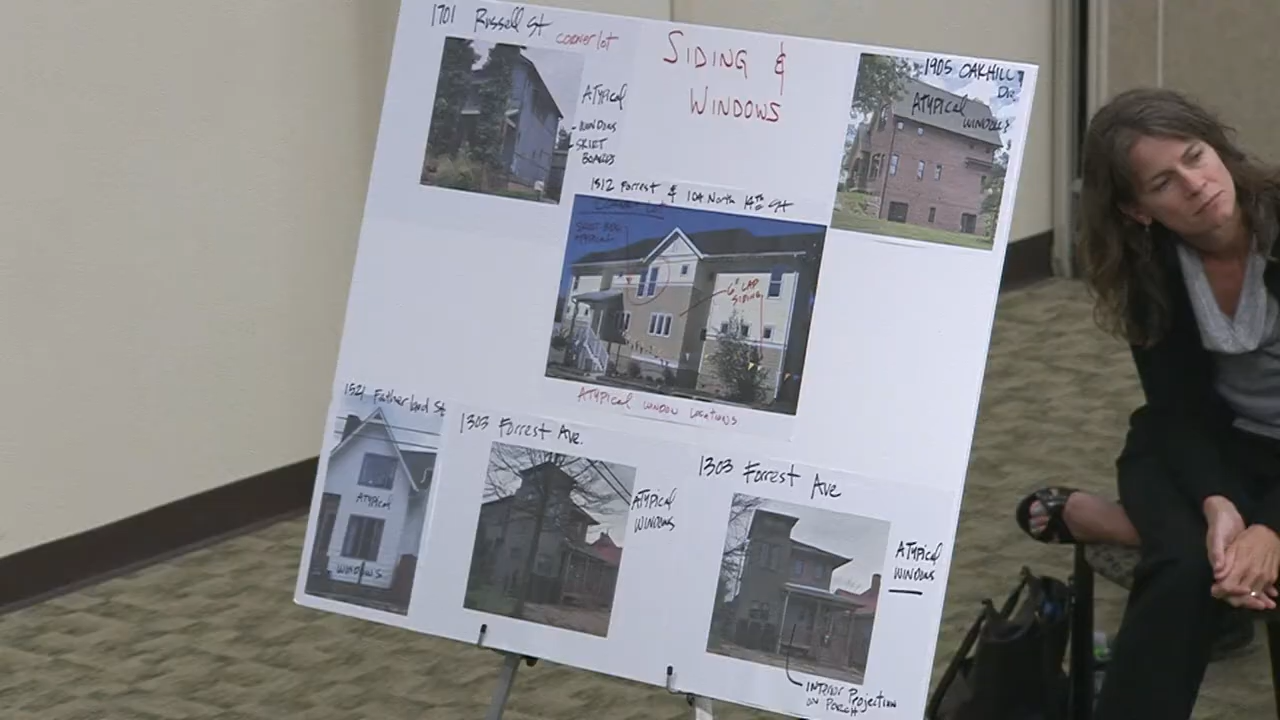 1701 Russell St
corner lot
SIDING &
WINDOWS
ATYPICAL
- WINDOWS
- SKIRT
BOARDS
1905 OAKHILL
DR.
ATYPICAL
WINDOWS
1512 Forrest & 104 North 14th St
6" LAP
SIDING
ATYPICAL WINDOW LOCATIONS
1521 Fatherland St
ATYPICAL
WINDOWS
1303 Forrest Ave.
ATYPICAL
WINDOWS
1303 Forrest Ave
ATYPICAL
WINDOWS
INTERIOR PROJECTION
ON PORCH